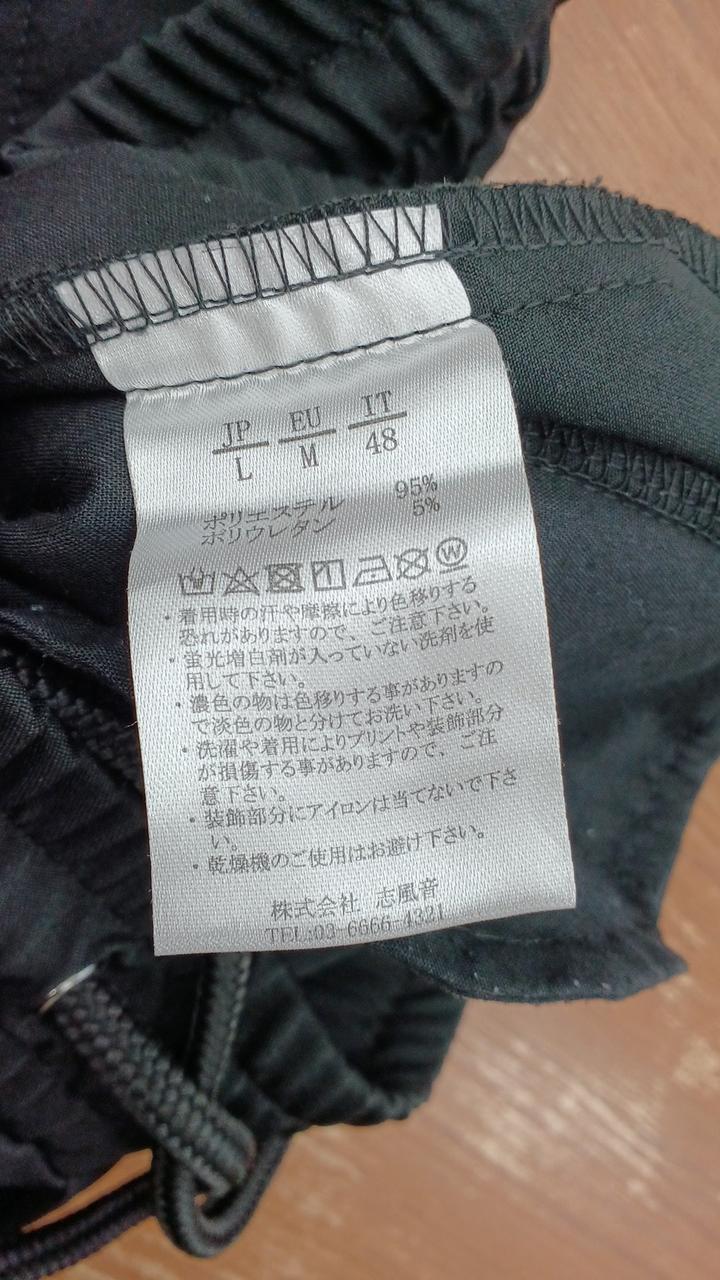 JP EU IT
L M 48
ポリエステル 95%
ポリウレタン 5%
・着用時の汗や摩擦により色移りする
恐れがありますので、ご注意下さい。
・蛍光増白剤が入っていない洗剤を使
用して下さい。
・濃色の物は色移りする事がありますの
で淡色の物と分けてお洗い下さい。
・洗濯や着用によりプリントや装飾部分
が損傷する事がありますので、ご注
意下さい。
・装飾部分にアイロンは当てないで下さ
い。
・乾燥機のご使用はお避け下さい。
株式会社 志風音
TEL:03-6666-4321